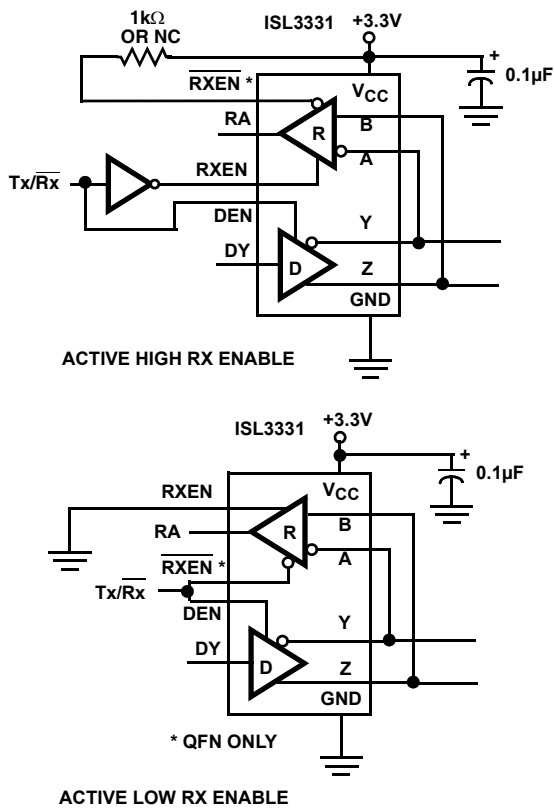 1kΩ
OR NC
ISL3331
+3.3V
+
0.1µF
RXEN *
VCC
RA
R
B
A
Tx/Rx
RXEN
DEN
Y
DY
D
Z
GND
ACTIVE HIGH RX ENABLE
ISL3331
+3.3V
+
0.1µF
RXEN
VCC
RA
R
B
A
RXEN *
Tx/Rx
DEN
Y
DY
D
Z
GND
* QFN ONLY
ACTIVE LOW RX ENABLE